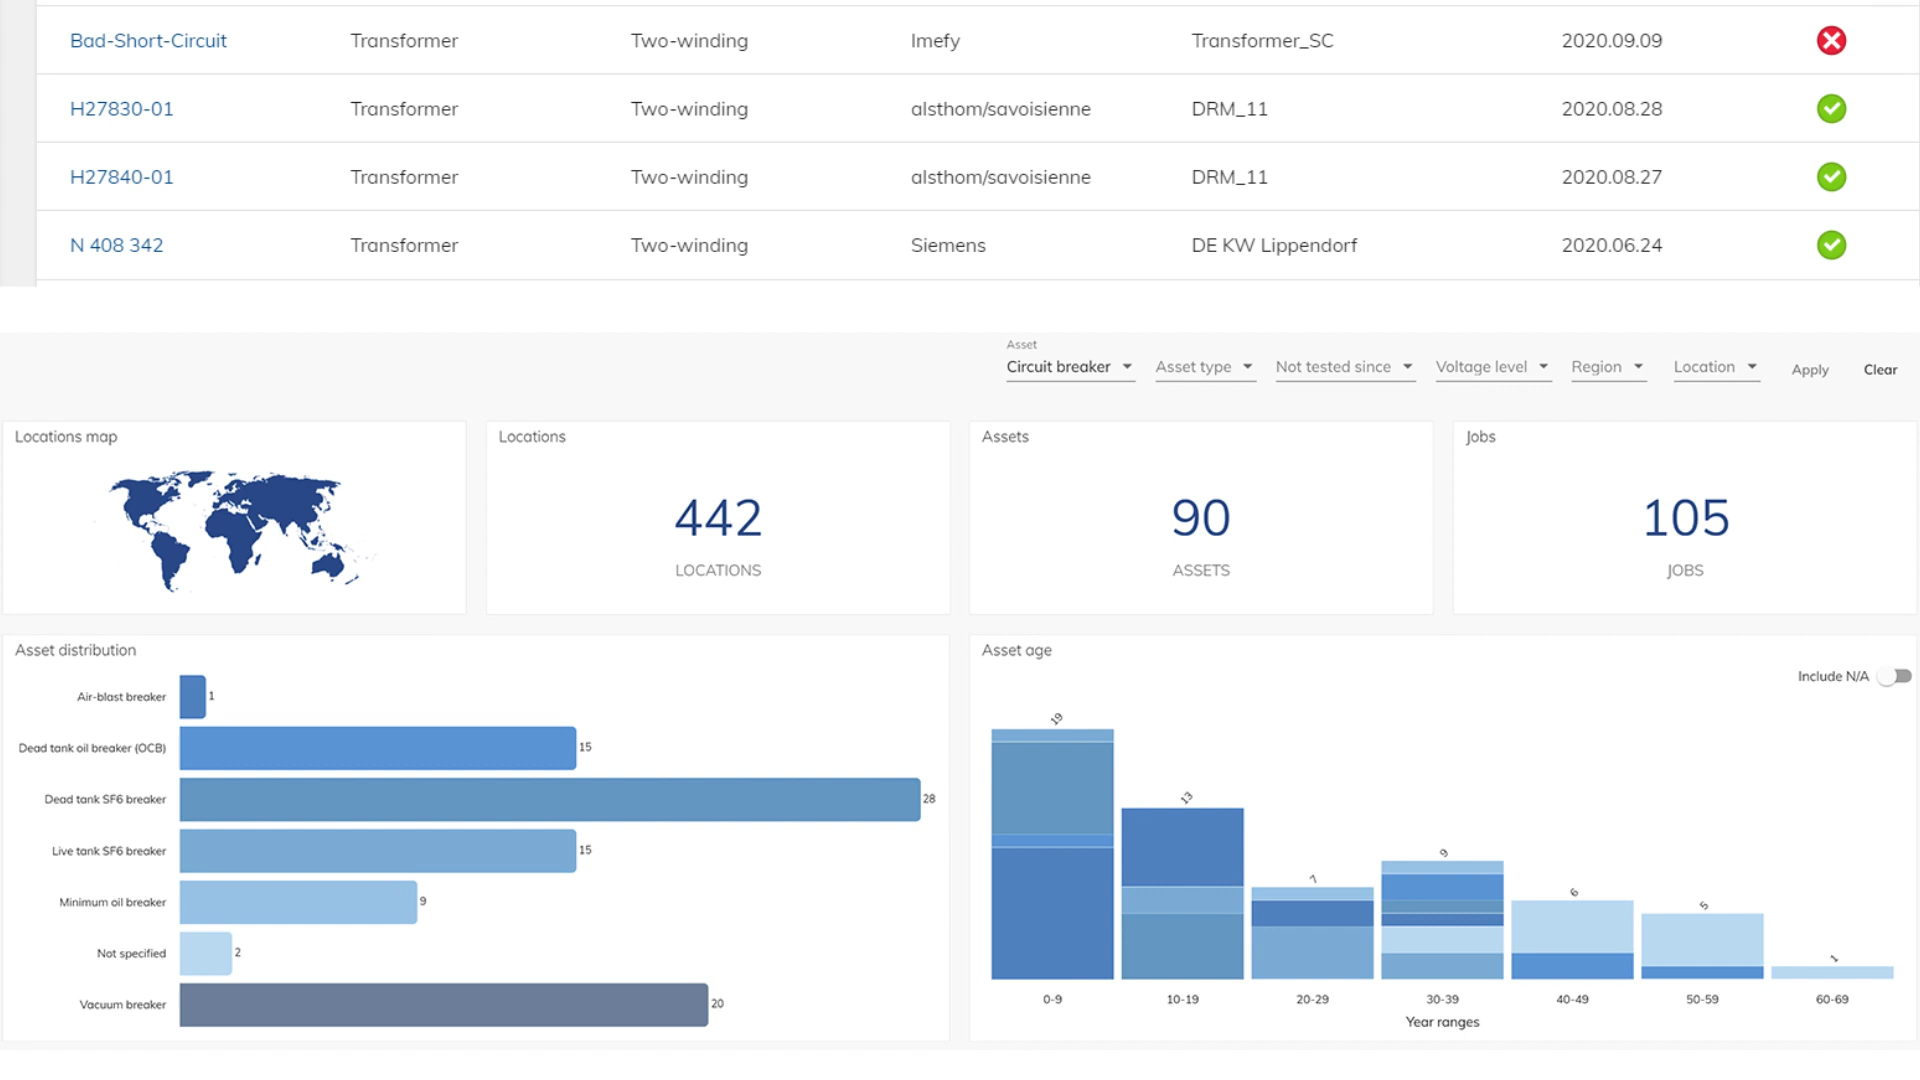 Bad-Short-Circuit Transformer Two-winding Imefy Transformer_SC 2020.09.09
H27830-01 Transformer Two-winding alsthom/savoisienne DRM_11 2020.08.28
H27840-01 Transformer Two-winding alsthom/savoisienne DRM_11 2020.08.27
N 408 342 Transformer Two-winding Siemens DE KW Lippendorf 2020.06.24
Asset
Circuit breaker Asset type Not tested since Voltage level Region Location Apply Clear
Locations map
Locations
442
LOCATIONS
Assets
90
ASSETS
Jobs
105
JOBS
Asset distribution
Air-blast breaker 1
Dead tank oil breaker (OCB) 15
Dead tank SF6 breaker 28
Live tank SF6 breaker 15
Minimum oil breaker 9
Not specified 2
Vacuum breaker 20
Asset age
Include N/A
19 13 7 9 6 5 1
0-9 10-19 20-29 30-39 40-49 50-59 60-69
Year ranges